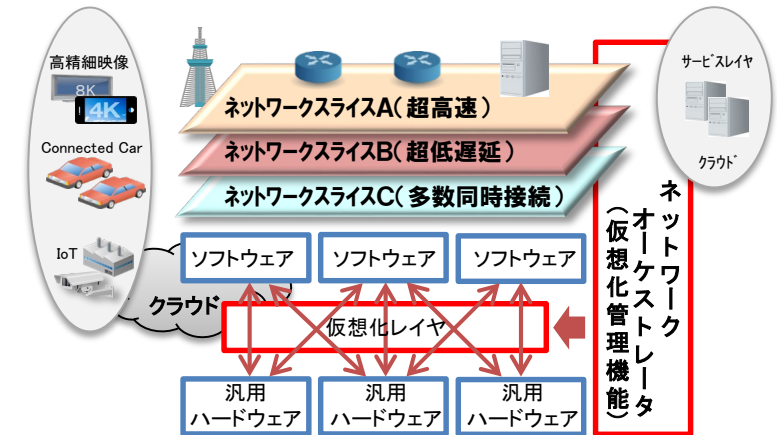 高精細映像
8K
4K
Connected Car
IoT
クラウド
ネットワークスライスA(超高速)
ネットワークスライスB(超低遅延)
ネットワークスライスC(多数同時接続)
ソフトウェア
ソフトウェア
ソフトウェア
仮想化レイヤ
汎用
ハードウェア
汎用
ハードウェア
汎用
ハードウェア
サービスレイヤ
クラウド
ネットワーク
オーケストレータ
(仮想化管理機能)